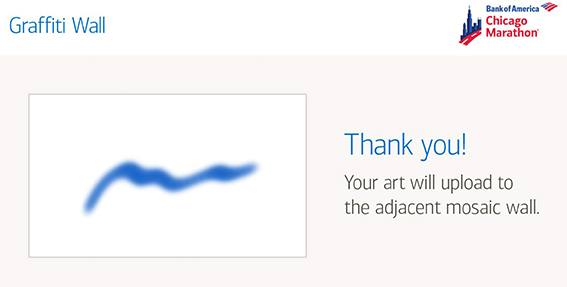 Graffiti Wall
Bank of America
Chicago
Marathon
Thank you!
Your art will upload to
the adjacent mosaic wall.